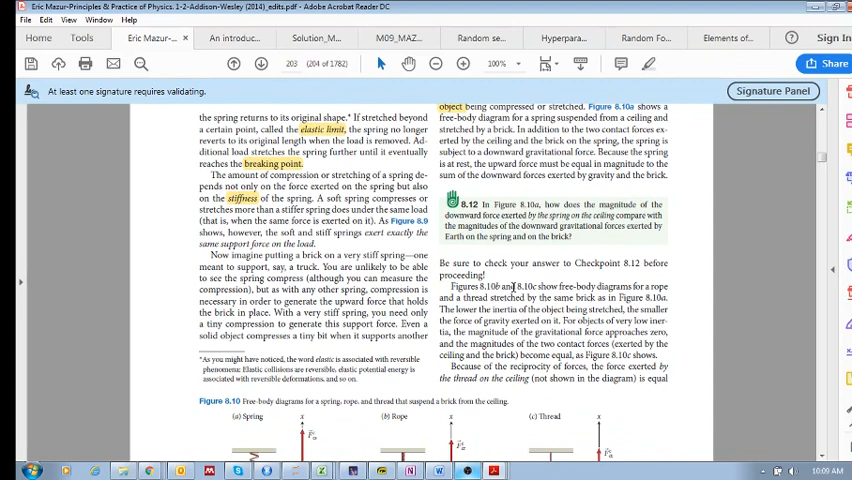 Eric Mazur-Principles & Practice of Physics. 1-2-Addison-Wesley (2014)_edits.pdf - Adobe Acrobat Reader DC
File Edit View Window Help
Home Tools Eric Mazur-... × An introduc... Solution_M... M09_MAZ... Random se... Hyperpara... Random Fo... Elements of... Sign In
203 (204 of 1782) 100% Share
At least one signature requires validating. Signature Panel
the spring returns to its original shape.* If stretched beyond
a certain point, called the elastic limit, the spring no longer
reverts to its original length when the load is removed. Ad-
ditional load stretches the spring further until it eventually
reaches the breaking point.
The amount of compression or stretching of a spring de-
pends not only on the force exerted on the spring but also
on the stiffness of the spring. A soft spring compresses or
stretches more than a stiffer spring does under the same load
(that is, when the same force is exerted on it). As Figure 8.9
shows, however, the soft and stiff springs exert exactly the
same support force on the load.
Now imagine putting a brick on a very stiff spring—one
meant to support, say, a truck. You are unlikely to be able
to see the spring compress (although you can measure the
compression), but as with any other spring, compression is
necessary in order to generate the upward force that holds
the brick in place. With a very stiff spring, you need only
a tiny compression to generate this support force. Even a
solid object compresses a tiny bit when it supports another
*As you might have noticed, the word elastic is associated with reversible
phenomena: Elastic collisions are reversible, elastic potential energy is
associated with reversible deformations, and so on.
object being compressed or stretched. Figure 8.10a shows a
free-body diagram for a spring suspended from a ceiling and
stretched by a brick. In addition to the two contact forces ex-
erted by the ceiling and the brick on the spring, the spring
is subject to a downward gravitational force. Because the spring
is at rest, the upward force must be equal in magnitude to the
sum of the downward forces exerted by gravity and the brick.
8.12 In Figure 8.10a, how does the magnitude of the
downward force exerted by the spring on the ceiling compare with
the magnitudes of the downward gravitational forces exerted by
Earth on the spring and on the brick?
Be sure to check your answer to Checkpoint 8.12 before
proceeding!
Figures 8.10b and 8.10c show free-body diagrams for a rope
and a thread stretched by the same brick as in Figure 8.10a.
The lower the inertia of the object being stretched, the smaller
the force of gravity exerted on it. For objects of very low iner-
tia, the magnitude of the gravitational force approaches zero,
and the magnitudes of the two contact forces (exerted by the
ceiling and the brick) become equal, as Figure 8.10c shows.
Because of the reciprocity of forces, the force exerted by
the thread on the ceiling (not shown in the diagram) is equal
Figure 8.10 Free-body diagrams for a spring, rope, and thread that suspend a brick from the ceiling.
(a) Spring x (b) Rope x (c) Thread x
10:09 AM